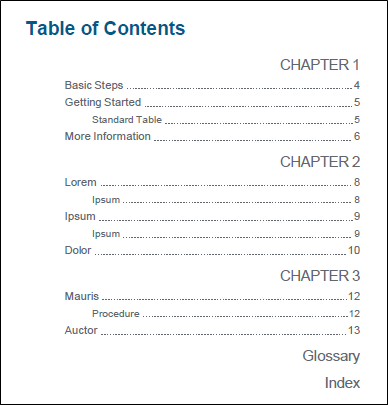 Table of Contents
CHAPTER 1
Basic Steps 4
Getting Started 5
Standard Table 5
More Information 6
CHAPTER 2
Lorem 8
Ipsum 8
Ipsum 9
Ipsum 9
Dolor 10
CHAPTER 3
Mauris 12
Procedure 12
Auctor 13
Glossary
Index